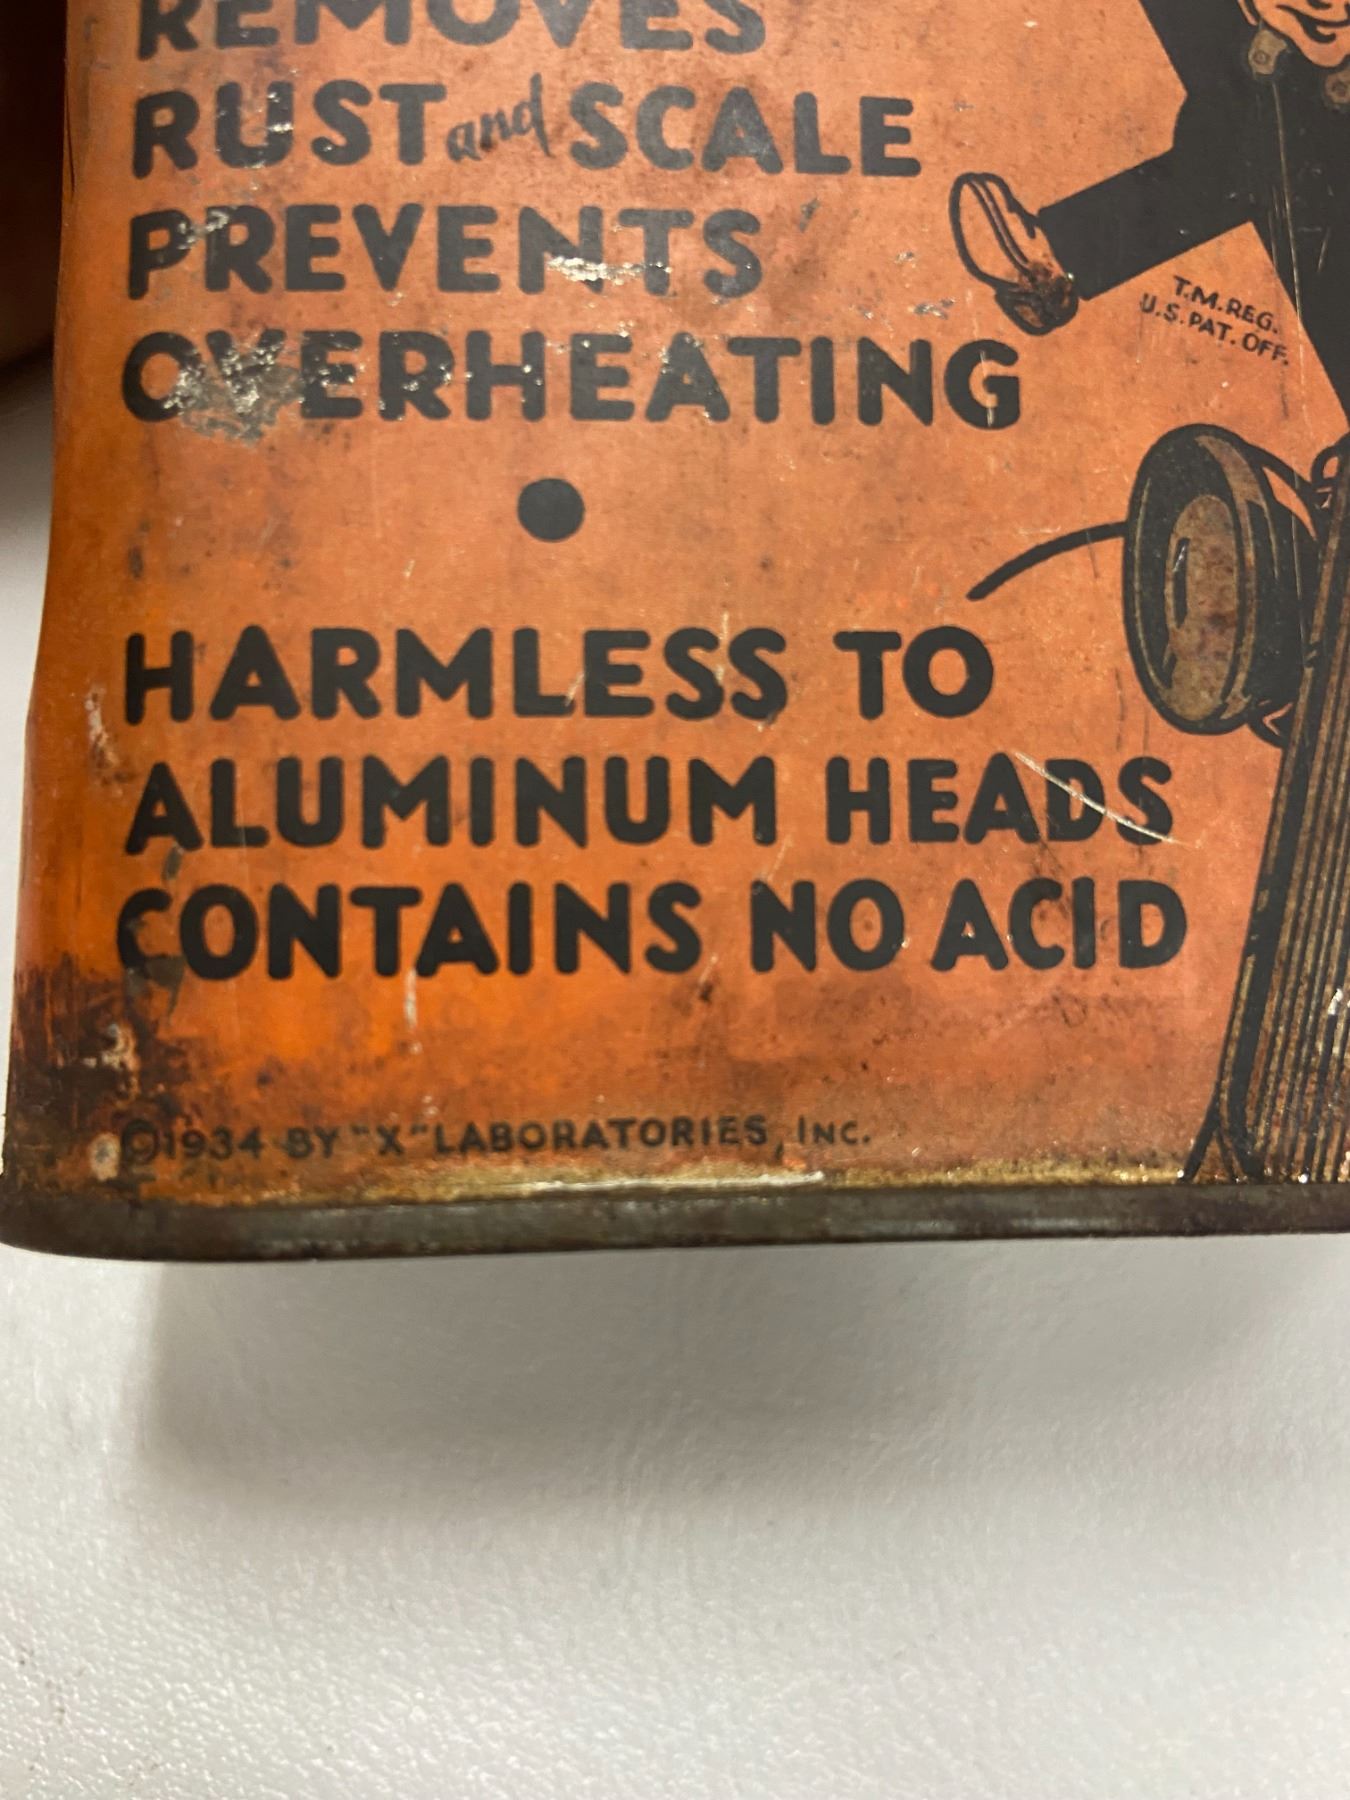 REMOVES
RUST and SCALE
PREVENTS
OVERHEATING
T.M. REG.
U.S. PAT. OFF.
HARMLESS TO
ALUMINUM HEADS
CONTAINS NO ACID
©1934 BY "X" LABORATORIES, INC.